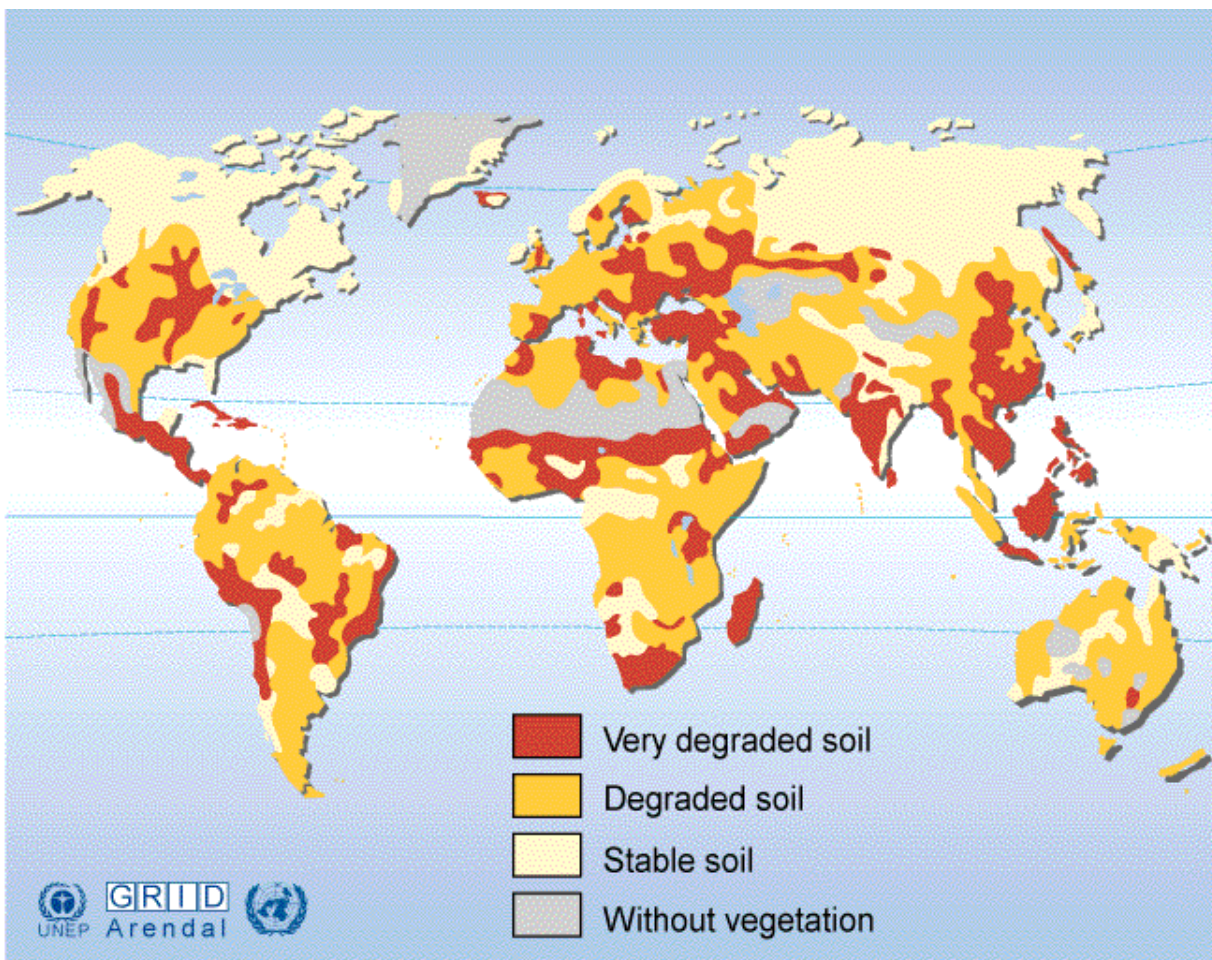 Very degraded soil
Degraded soil
Stable soil
Without vegetation
UNEP
GRID
Arendal